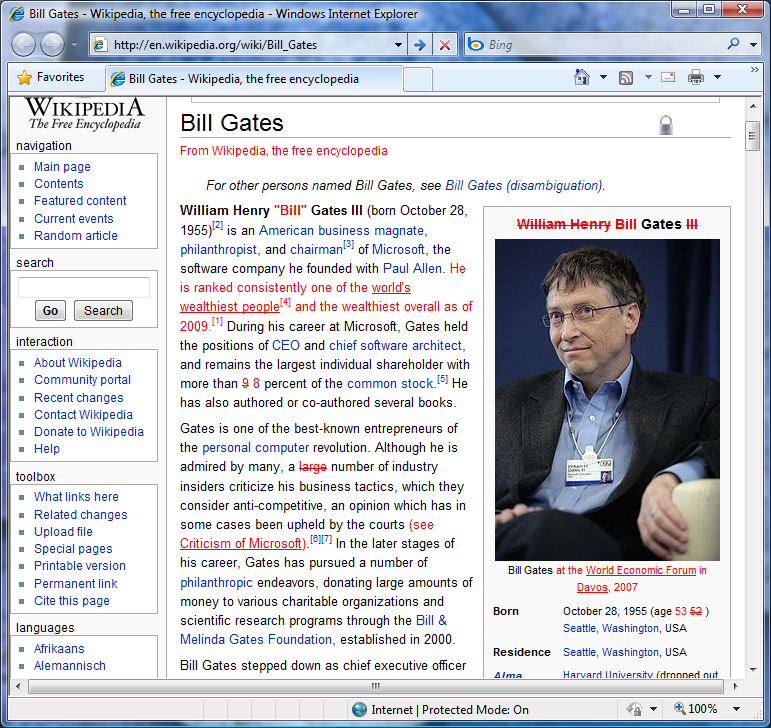 Bill Gates - Wikipedia, the free encyclopedia - Windows Internet Explorer
http://en.wikipedia.org/wiki/Bill_Gates
Bing
Favorites
Bill Gates - Wikipedia, the free encyclopedia
WIKIPEDIA
The Free Encyclopedia
navigation
Main page
Contents
Featured content
Current events
Random article
search
Go Search
interaction
About Wikipedia
Community portal
Recent changes
Contact Wikipedia
Donate to Wikipedia
Help
toolbox
What links here
Related changes
Upload file
Special pages
Printable version
Permanent link
Cite this page
languages
Afrikaans
Alemannisch
Bill Gates
From Wikipedia, the free encyclopedia
For other persons named Bill Gates, see Bill Gates (disambiguation).
William Henry "Bill" Gates III (born October 28,
1955)[2] is an American business magnate,
philanthropist, and chairman[3] of Microsoft, the
software company he founded with Paul Allen. He
is ranked consistently one of the world's
wealthiest people[4] and the wealthiest overall as of
2009.[1] During his career at Microsoft, Gates held
the positions of CEO and chief software architect,
and remains the largest individual shareholder with
more than 9 8 percent of the common stock.[5] He
has also authored or co-authored several books.
Gates is one of the best-known entrepreneurs of
the personal computer revolution. Although he is
admired by many, a large number of industry
insiders criticize his business tactics, which they
consider anti-competitive, an opinion which has in
some cases been upheld by the courts (see
Criticism of Microsoft).[6][7] In the later stages of
his career, Gates has pursued a number of
philanthropic endeavors, donating large amounts of
money to various charitable organizations and
scientific research programs through the Bill &
Melinda Gates Foundation, established in 2000.
Bill Gates stepped down as chief executive officer
William Henry Bill Gates III
Bill Gates at the World Economic Forum in
Davos, 2007
Born October 28, 1955 (age 53 52 )
Seattle, Washington, USA
Residence Seattle, Washington, USA
Alma Harvard University (dropped out
Internet | Protected Mode: On
100%